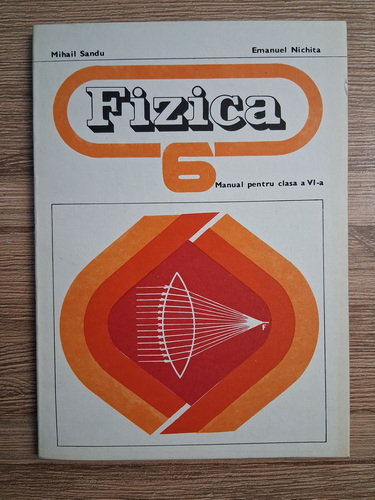 Mihail Sandu Emanuel Nichita
Fizica
6
Manual pentru clasa a VI-a
F